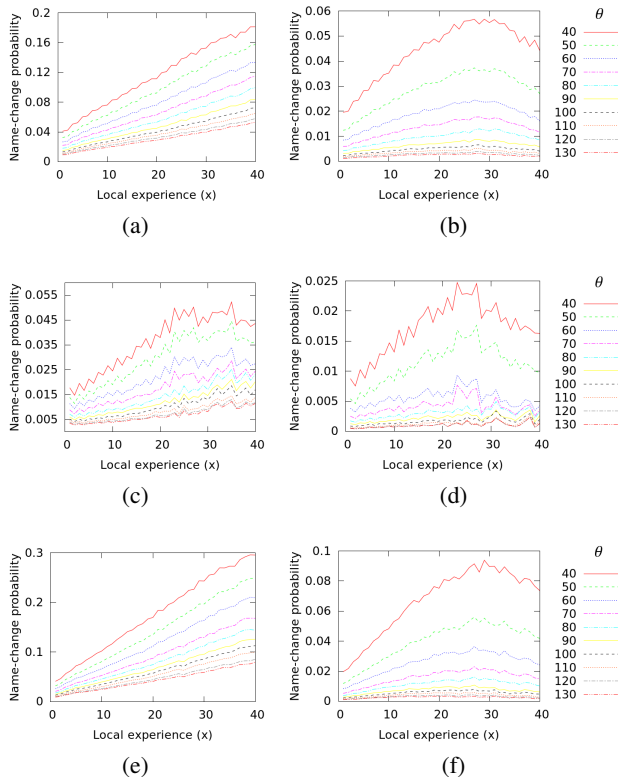 0.2
0.16
0.12
0.08
0.04
0
0 10 20 30 40
Name-change probability
Local experience (x)
(a)
0.06
0.05
0.04
0.03
0.02
0.01
0
0 10 20 30 40
Name-change probability
Local experience (x)
(b)
θ
40
50
60
70
80
90
100
110
120
130
0.055
0.045
0.035
0.025
0.015
0.005
0 10 20 30 40
Name-change probability
Local experience (x)
(c)
0.025
0.02
0.015
0.01
0.005
0
0 10 20 30 40
Name-change probability
Local experience (x)
(d)
θ
40
50
60
70
80
90
100
110
120
130
0.3
0.2
0.1
0
0 10 20 30 40
Name-change probability
Local experience (x)
(e)
0.1
0.08
0.06
0.04
0.02
0
0 10 20 30 40
Name-change probability
Local experience (x)
(f)
θ
40
50
60
70
80
90
100
110
120
130